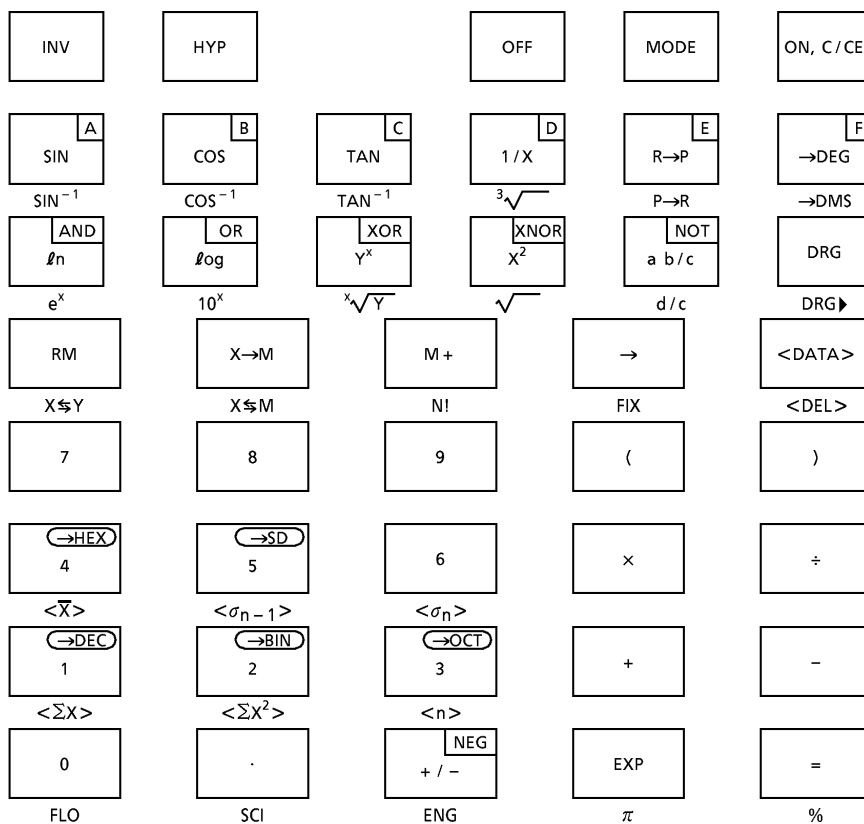 INV HYP OFF MODE ON, C/CE
A B C D E F
SIN COS TAN 1/X R→P →DEG
SIN⁻¹ COS⁻¹ TAN⁻¹ ³√ P→R →DMS
AND OR XOR XNOR NOT
ℓn ℓog Yˣ X² a b/c DRG
eˣ 10ˣ ˣ√Y √ d/c DRG▶
RM X→M M+ → <DATA>
X⇆Y X⇆M N! FIX <DEL>
7 8 9 ( )
→HEX →SD
4 5 6 × ÷
<X̅> <σn−1> <σn>
→DEC →BIN →OCT
1 2 3 + −
<ΣX> <ΣX²> <n>
NEG
0 · +/− EXP =
FLO SCI ENG π %